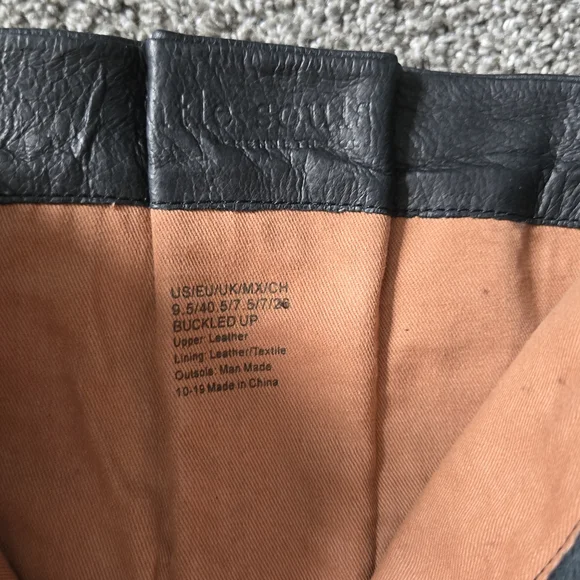 US/EU/UK/MX/CH
9.5/40.5/7.5/7/26
BUCKLED UP
Upper: Leather
Lining: Leather/Textile
Outsole: Man Made
10-19 Made in China